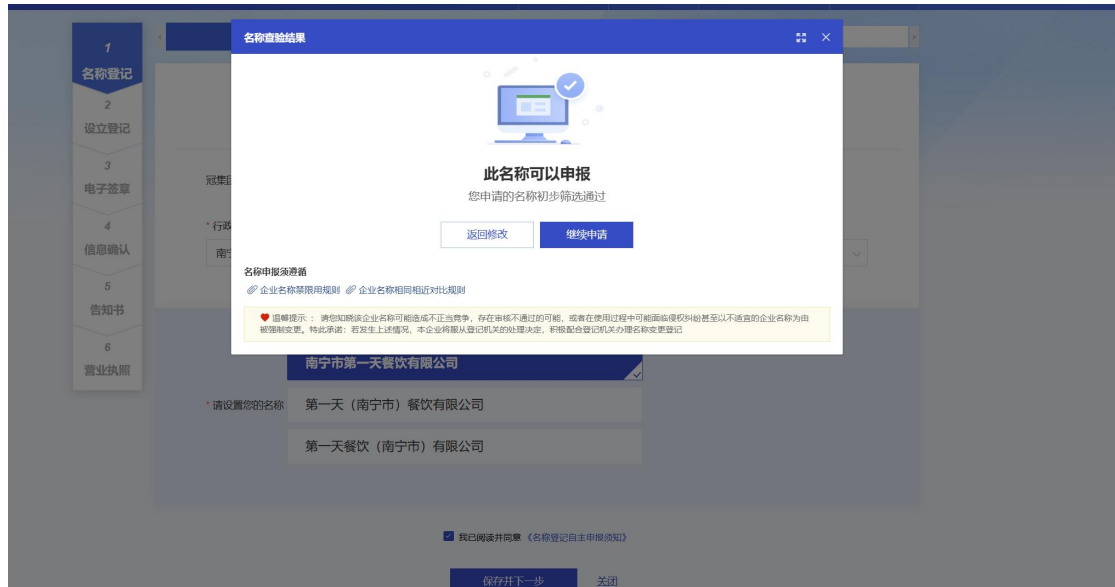 1
名称登记
2
设立登记
3
电子签章
4
信息确认
5
告知书
6
营业执照
名称查验结果
此名称可以申报
您申请的名称初步筛选通过
返回修改
继续申请
名称申报须遵循
企业名称禁限用规则 企业名称相同相近对比规则
温馨提示：：请您知晓该企业名称可能造成不正当竞争，存在审核不通过的可能，或者在使用过程中可能面临侵权纠纷甚至以不适宜的企业名称为由
被强制变更。特此承诺：若发生上述情况，本企业将服从登记机关的处理决定，积极配合登记机关办理名称变更登记
冠集团
* 行政
南宁
南宁市第一天餐饮有限公司
* 请设置您的名称
第一天（南宁市）餐饮有限公司
第一天餐饮（南宁市）有限公司
我已阅读并同意《名称登记自主申报须知》
保存并下一步
关闭